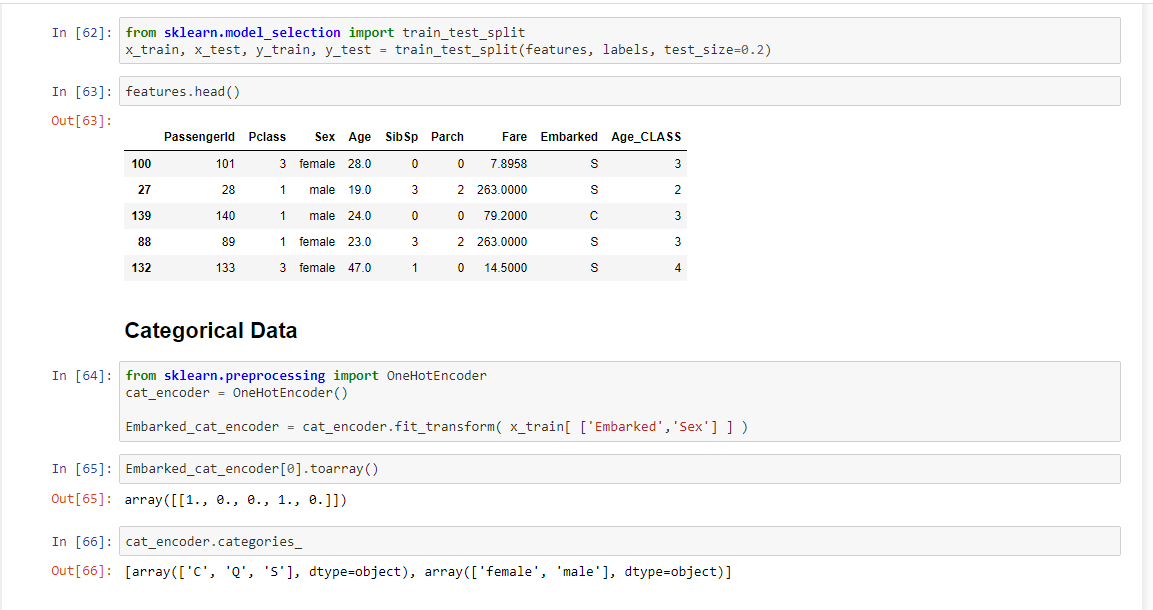 In [62]: from sklearn.model_selection import train_test_split
x_train, x_test, y_train, y_test = train_test_split(features, labels, test_size=0.2)
In [63]: features.head()
Out[63]:
PassengerId Pclass Sex Age SibSp Parch Fare Embarked Age_CLASS
100 101 3 female 28.0 0 0 7.8958 S 3
27 28 1 male 19.0 3 2 263.0000 S 2
139 140 1 male 24.0 0 0 79.2000 C 3
88 89 1 female 23.0 3 2 263.0000 S 3
132 133 3 female 47.0 1 0 14.5000 S 4
Categorical Data
In [64]: from sklearn.preprocessing import OneHotEncoder
cat_encoder = OneHotEncoder()
Embarked_cat_encoder = cat_encoder.fit_transform( x_train[ ['Embarked','Sex'] ] )
In [65]: Embarked_cat_encoder[0].toarray()
Out[65]: array([[1., 0., 0., 1., 0.]])
In [66]: cat_encoder.categories_
Out[66]: [array(['C', 'Q', 'S'], dtype=object), array(['female', 'male'], dtype=object)]